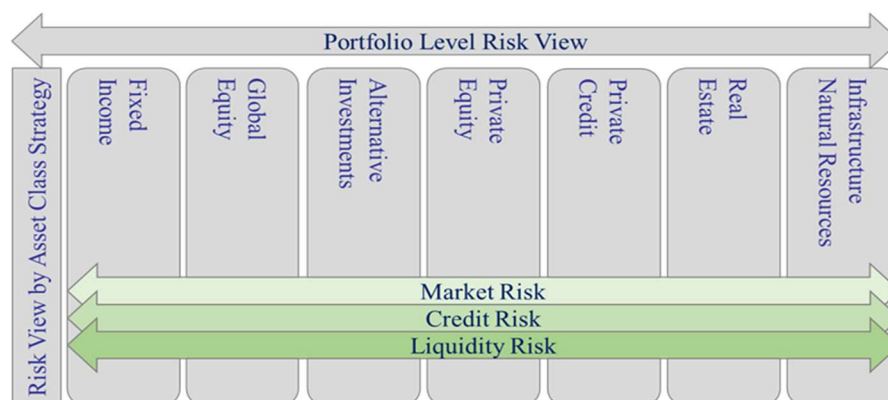 Portfolio Level Risk View
Risk View by Asset Class Strategy
Fixed
Income
Global
Equity
Alternative
Investments
Private
Equity
Private
Credit
Real
Estate
Infrastructure
Natural Resources
Market Risk
Credit Risk
Liquidity Risk